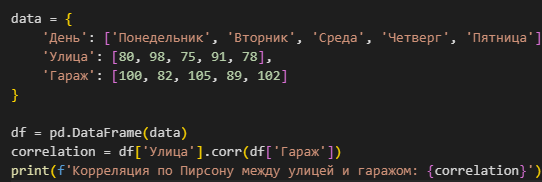 data = {
    'День': ['Понедельник', 'Вторник', 'Среда', 'Четверг', 'Пятница']
    'Улица': [80, 98, 75, 91, 78],
    'Гараж': [100, 82, 105, 89, 102]
}
df = pd.DataFrame(data)
correlation = df['Улица'].corr(df['Гараж'])
print(f'Корреляция по Пирсону между улицей и гаражом: {correlation}')